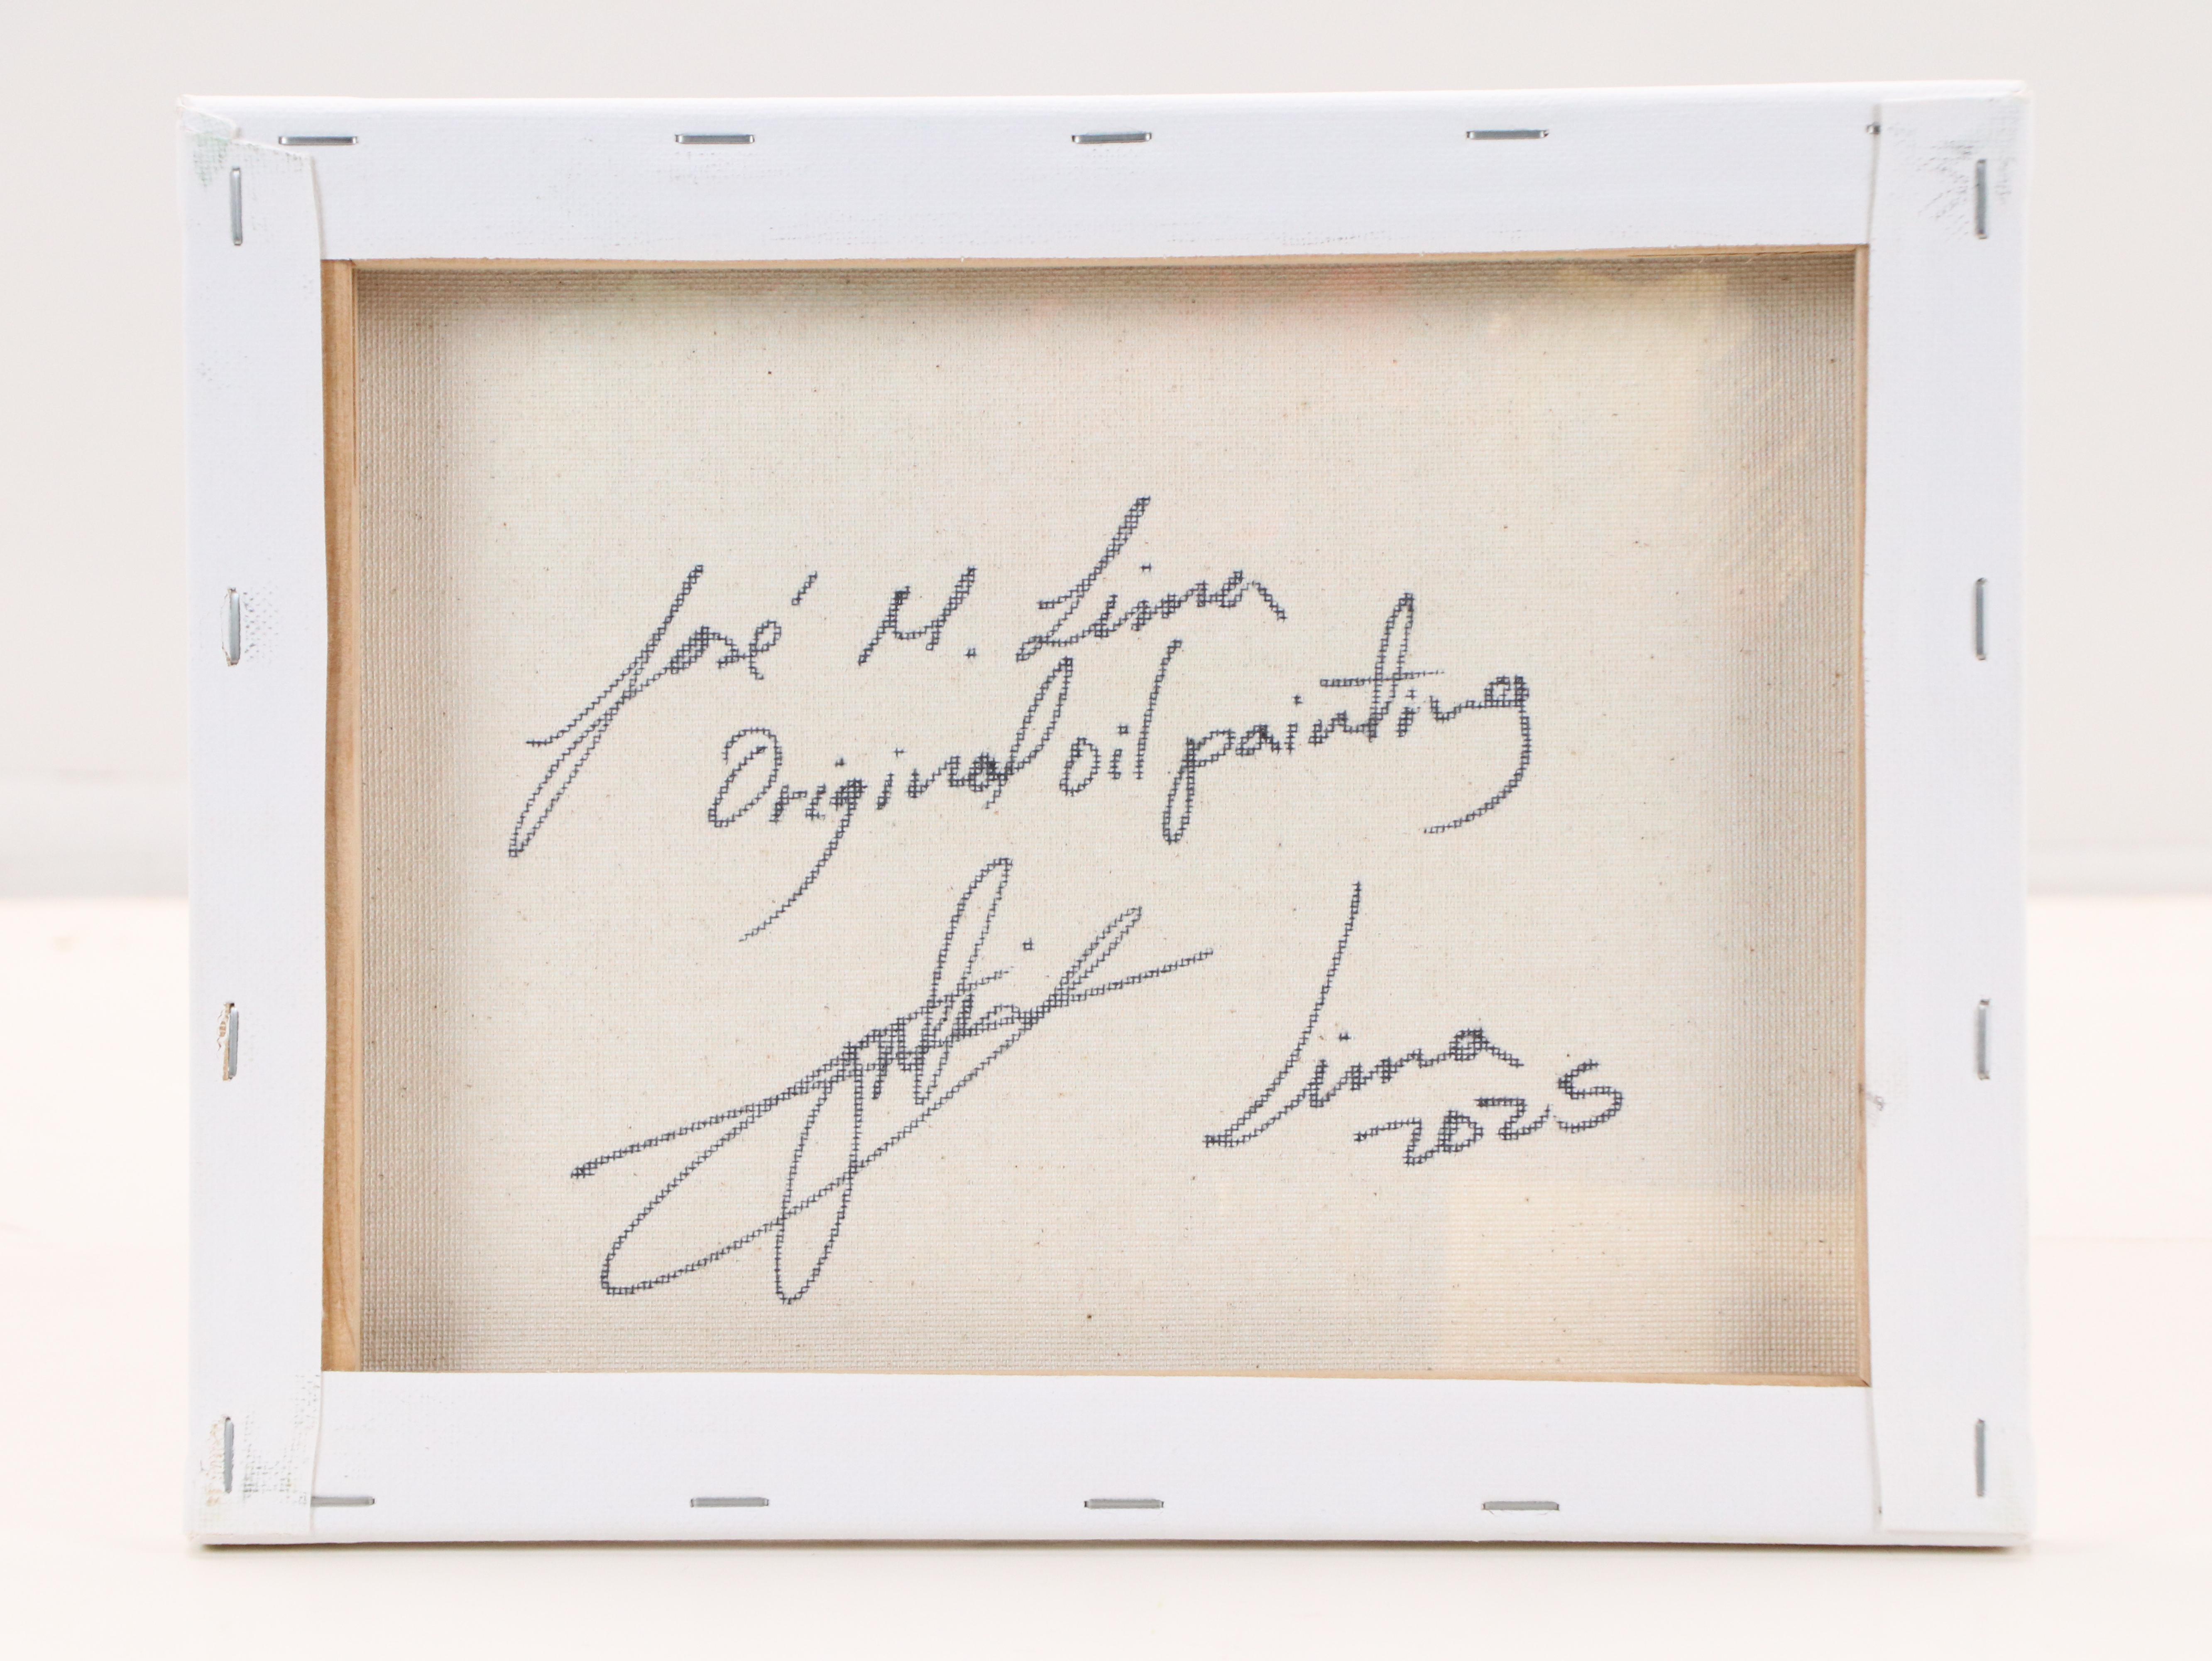 José M. Lima
Original oil painting
Lima
2025